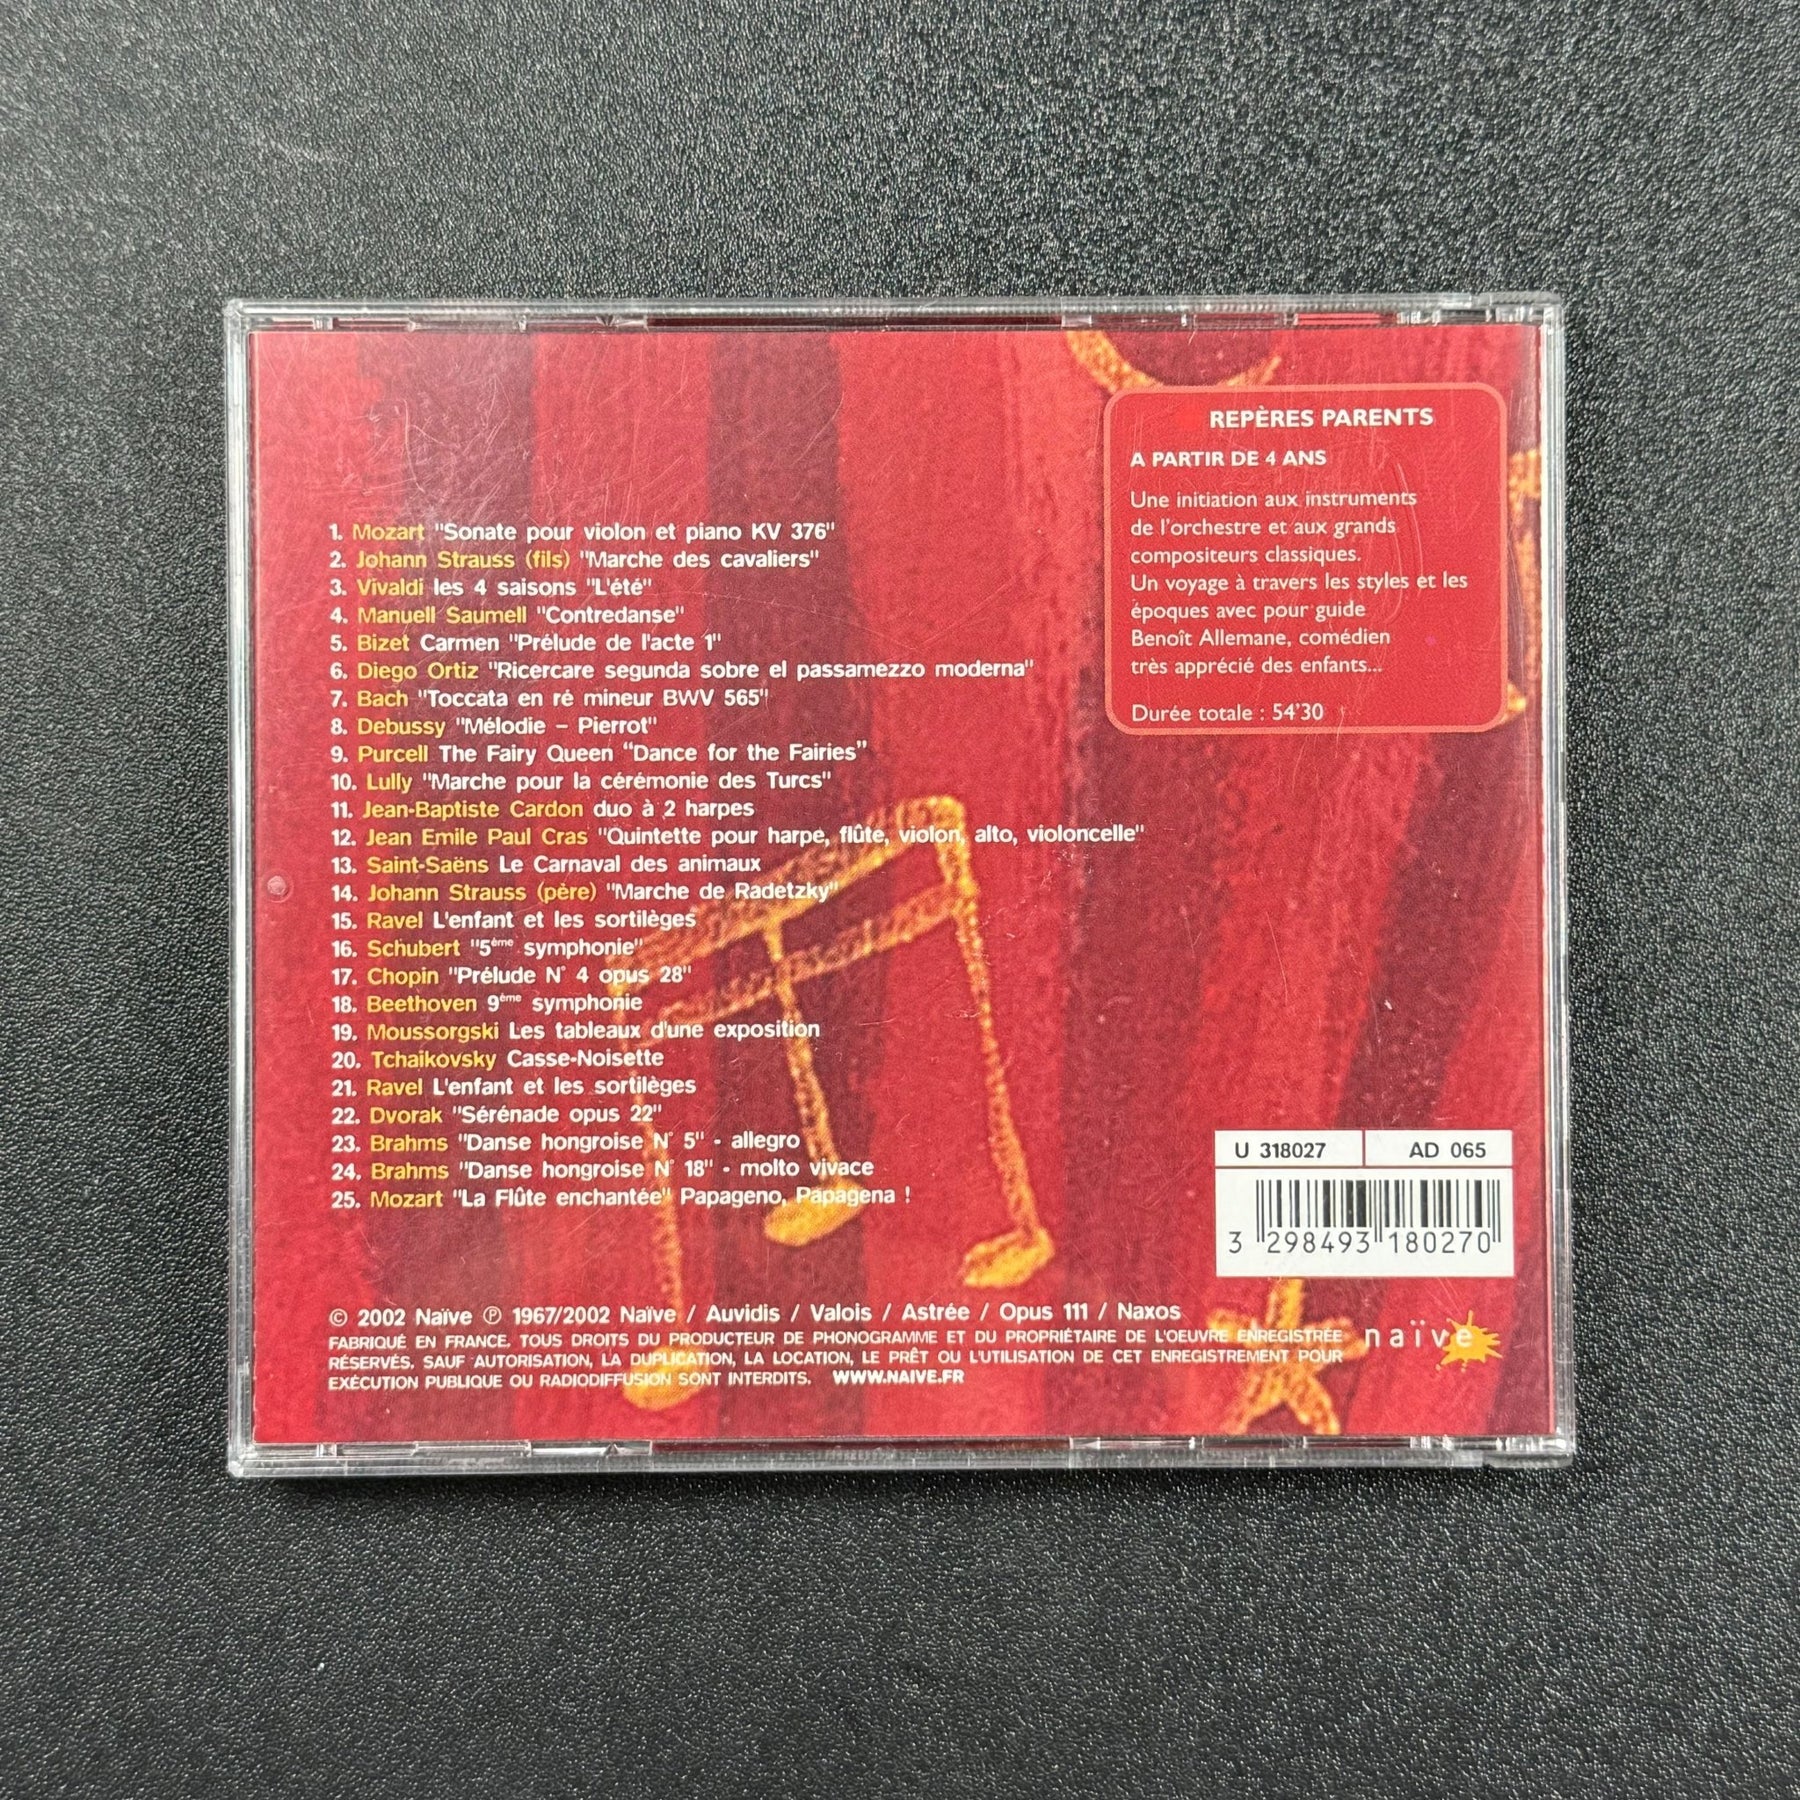 1. Mozart "Sonate pour violon et piano KV 376"
2. Johann Strauss (fils) "Marche des cavaliers"
3. Vivaldi les 4 saisons "L'été"
4. Manuell Saumell "Contredanse"
5. Bizet Carmen "Prélude de l'acte 1"
6. Diego Ortiz "Ricercare segunda sobre el passamezzo moderna"
7. Bach "Toccata en ré mineur BWV 565"
8. Debussy "Mélodie – Pierrot"
9. Purcell The Fairy Queen “Dance for the Fairies”
10. Lully "Marche pour la cérémonie des Turcs"
11. Jean-Baptiste Cardon duo à 2 harpes
12. Jean Emile Paul Cras "Quintette pour harpe, flûte, violon, alto, violoncelle"
13. Saint-Saëns Le Carnaval des animaux
14. Johann Strauss (père) "Marche de Radetzky"
15. Ravel L'enfant et les sortilèges
16. Schubert "5ème symphonie"
17. Chopin "Prélude N° 4 opus 28"
18. Beethoven 9ème symphonie
19. Moussorgski Les tableaux d'une exposition
20. Tchaikovsky Casse-Noisette
21. Ravel L'enfant et les sortilèges
22. Dvorak "Sérénade opus 22"
23. Brahms "Danse hongroise N° 5" - allegro
24. Brahms "Danse hongroise N° 18" - molto vivace
25. Mozart "La Flûte enchantée" Papageno, Papagena !
REPÈRES PARENTS
A PARTIR DE 4 ANS
Une initiation aux instruments
de l'orchestre et aux grands
compositeurs classiques.
Un voyage à travers les styles et les
époques avec pour guide
Benoît Allemane, comédien
très apprécié des enfants...
Durée totale : 54'30
U 318027 AD 065
3 298493 180270
© 2002 Naïve ℗ 1967/2002 Naïve / Auvidis / Valois / Astrée / Opus 111 / Naxos
FABRIQUÉ EN FRANCE. TOUS DROITS DU PRODUCTEUR DE PHONOGRAMME ET DU PROPRIÉTAIRE DE L'OEUVRE ENREGISTRÉE
RÉSERVÉS. SAUF AUTORISATION, LA DUPLICATION, LA LOCATION, LE PRÊT OU L'UTILISATION DE CET ENREGISTREMENT POUR
EXÉCUTION PUBLIQUE OU RADIODIFFUSION SONT INTERDITS. WWW.NAIVE.FR
naïve